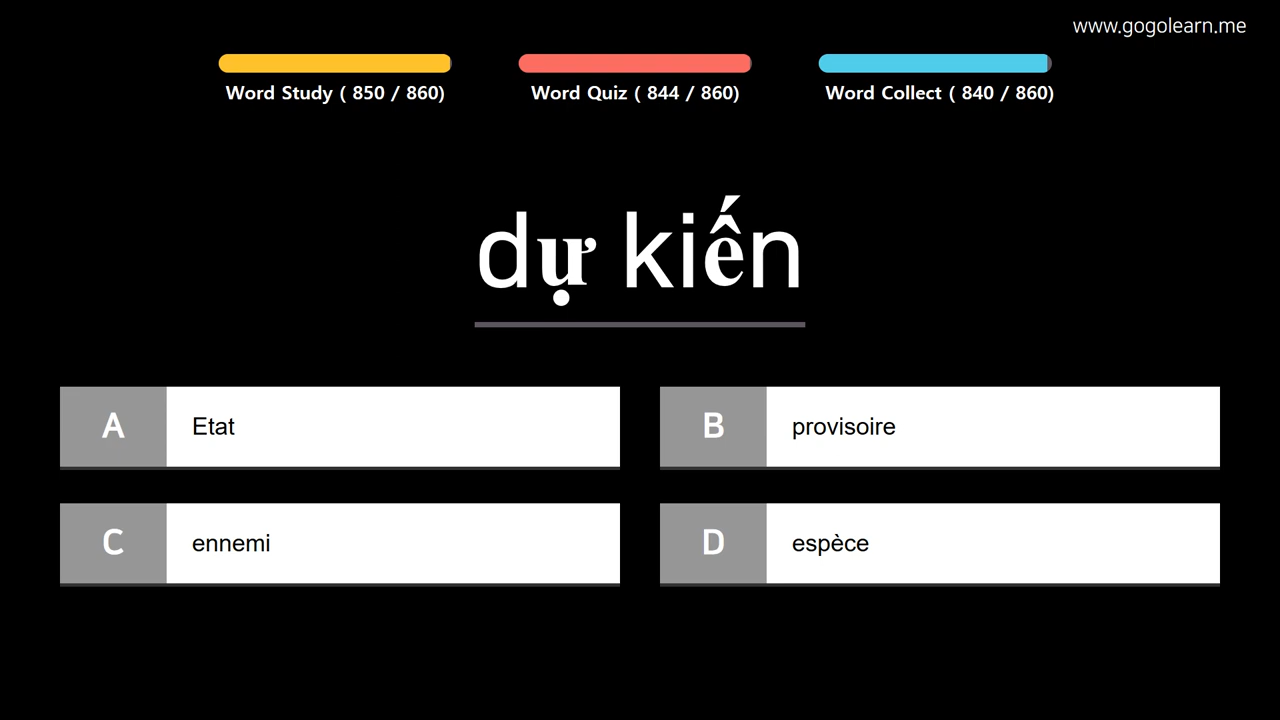 www.gogolearn.me
Word Study ( 850 / 860)
Word Quiz ( 844 / 860)
Word Collect ( 840 / 860)
dự kiến
A Etat
B provisoire
C ennemi
D espèce